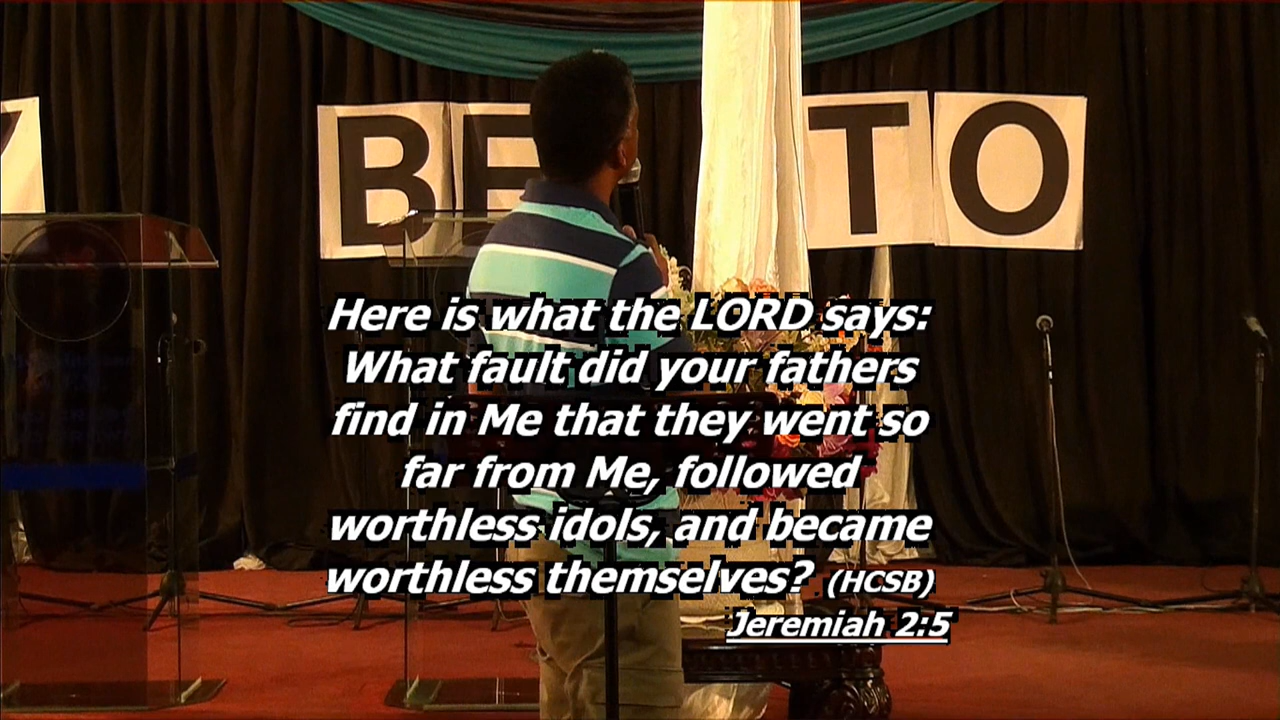 BE TO
Here is what the LORD says:
What fault did your fathers
find in Me that they went so
far from Me, followed
worthless idols, and became
worthless themselves? (HCSB)
Jeremiah 2:5